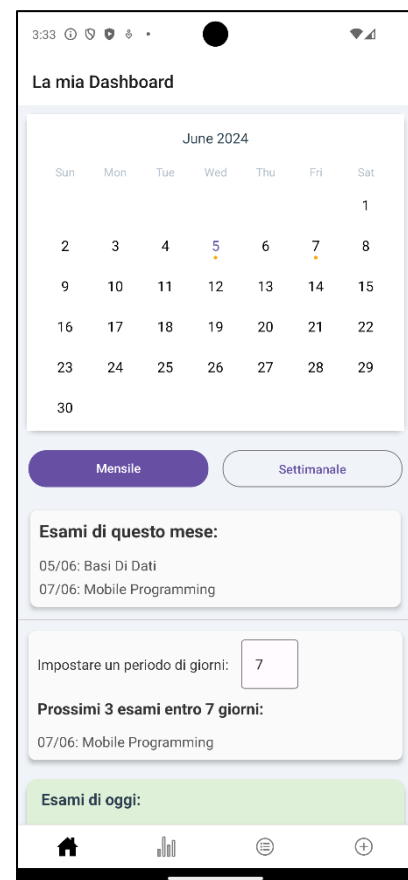 3:33
La mia Dashboard
June 2024
Sun Mon Tue Wed Thu Fri Sat
1
2 3 4 5 6 7 8
9 10 11 12 13 14 15
16 17 18 19 20 21 22
23 24 25 26 27 28 29
30
Mensile Settimanale
Esami di questo mese:
05/06: Basi Di Dati
07/06: Mobile Programming
Impostare un periodo di giorni: 7
Prossimi 3 esami entro 7 giorni:
07/06: Mobile Programming
Esami di oggi: